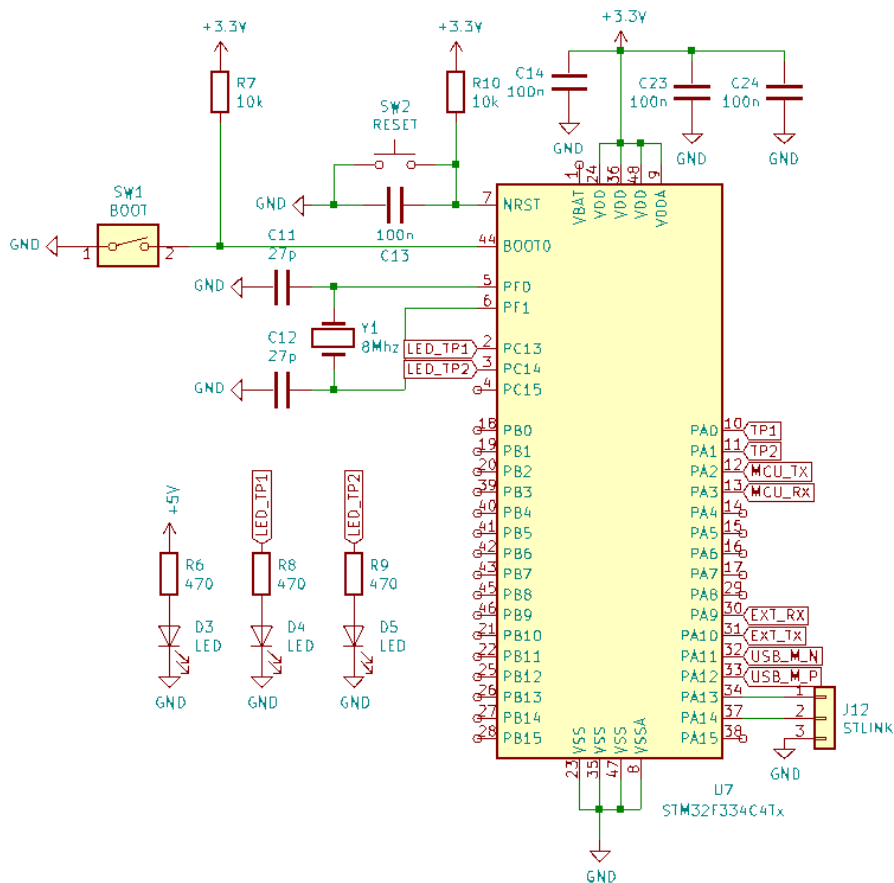 +3.3V
+3.3V
+3.3V
R7
10k
R10
10k
C14
100n
C23
100n
C24
100n
GND
GND
GND
SW2
RESET
GND
100n
C13
SW1
BOOT
GND
1
2
C11
27p
GND
Y1
8Mhz
C12
27p
GND
LED_TP1
LED_TP2
1
24
36
48
9
VBAT
VDD
VDD
VDD
VDDA
7 NRST
44 BOOT0
5 PF0
6 PF1
2 PC13
3 PC14
4 PC15
18 PB0
19 PB1
20 PB2
39 PB3
40 PB4
41 PB5
42 PB6
43 PB7
45 PB8
46 PB9
21 PB10
22 PB11
25 PB12
26 PB13
27 PB14
28 PB15
PA0 10 TP1
PA1 11 TP2
PA2 12 MCU_TX
PA3 13 MCU_RX
PA4 14
PA5 15
PA6 16
PA7 17
PA8 29
PA9 30 EXT_RX
PA10 31 EXT_TX
PA11 32 USB_M_N
PA12 33 USB_M_P
PA13 34 1
PA14 37 2
PA15 38 3
J12
STLINK
GND
VSS
VSS
VSS
VSSA
23
35
47
8
GND
U7
STM32F334C4Tx
+5V
LED_TP1
LED_TP2
R6
470
R8
470
R9
470
D3
LED
D4
LED
D5
LED
GND
GND
GND